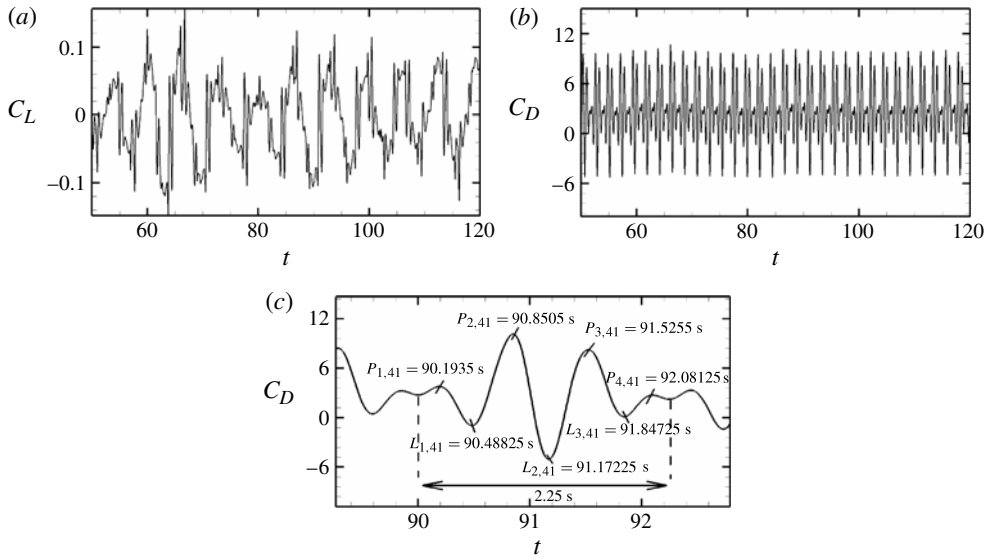 (a)
(b)
0.1
0
−0.1
C_L
60 80 100 120
t
12
6
0
−6
C_D
60 80 100 120
t
(c)
12
6
0
−6
C_D
P_{2,41} = 90.8505 s
P_{3,41} = 91.5255 s
P_{1,41} = 90.1935 s
P_{4,41} = 92.08125s
L_{1,41} = 90.48825 s
L_{3,41} = 91.84725 s
L_{2,41} = 91.17225 s
2.25 s
90 91 92
t